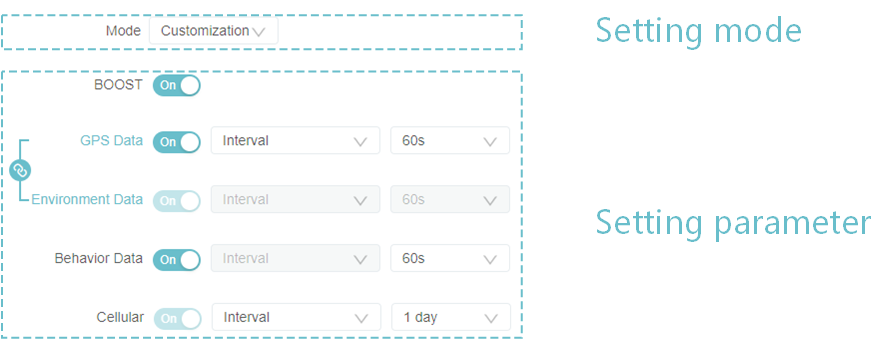 Mode Customization Setting mode
BOOST On
GPS Data On Interval 60s
Environment Data On Interval 60s
Setting parameter
Behavior Data On Interval 60s
Cellular On Interval 1 day